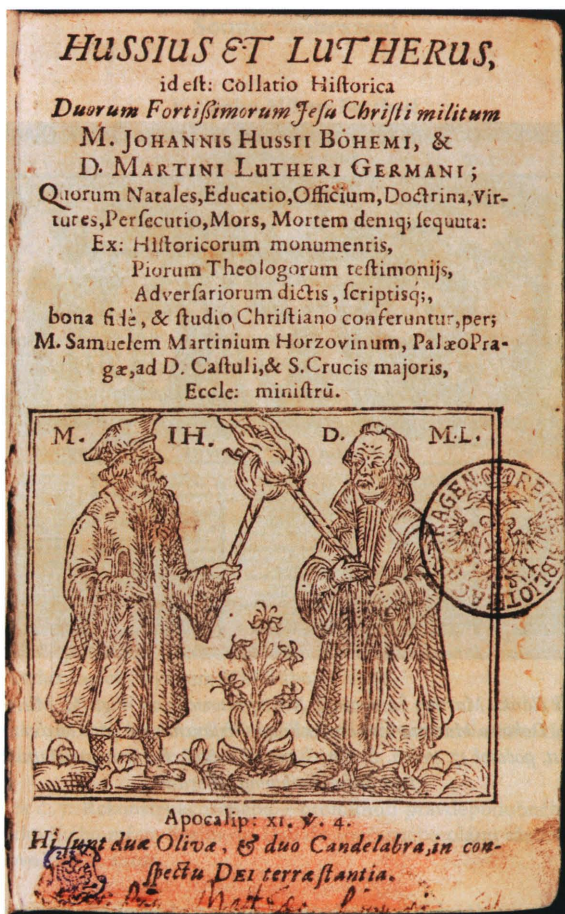 HUSSIUS ET LUTHERUS,
id est: Collatio Historica
Duorum Fortißimorum Jesu Christi militum
M. JOHANNIS HUSSII BOHEMI, &
D. MARTINI LUTHERI GERMANI;
Quorum Natales, Educatio, Officium, Doctrina, Vir-
tutes, Persecutio, Mors, Mortem deniq; sequuta:
Ex: Historicorum monumentis,
Piorum Theologorum testimonijs,
Adversariorum dictis, scriptisq;,
bona fide, & studio Christiano conferuntur, per;
M. Samuelem Martinium Horzovinum, PalæoPra-
gæ, ad D. Castuli, & S. Crucis majoris,
Eccle: ministrū.
M. IH. D. M.L.
Apocalip: XI. ℣. 4.
Hi sunt duæ Olivæ, & duo Candelabra, in con-
spectu DEI terræ stantia.